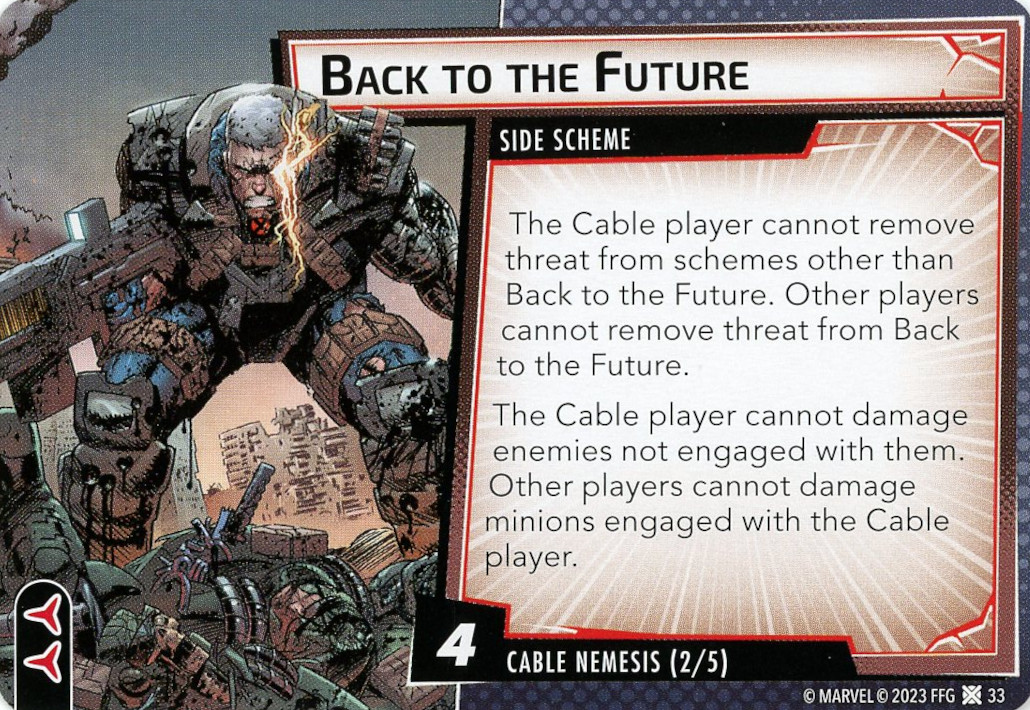 BACK TO THE FUTURE
SIDE SCHEME
The Cable player cannot remove
threat from schemes other than
Back to the Future. Other players
cannot remove threat from Back
to the Future.
The Cable player cannot damage
enemies not engaged with them.
Other players cannot damage
minions engaged with the Cable
player.
4
CABLE NEMESIS (2/5)
© MARVEL © 2023 FFG 33